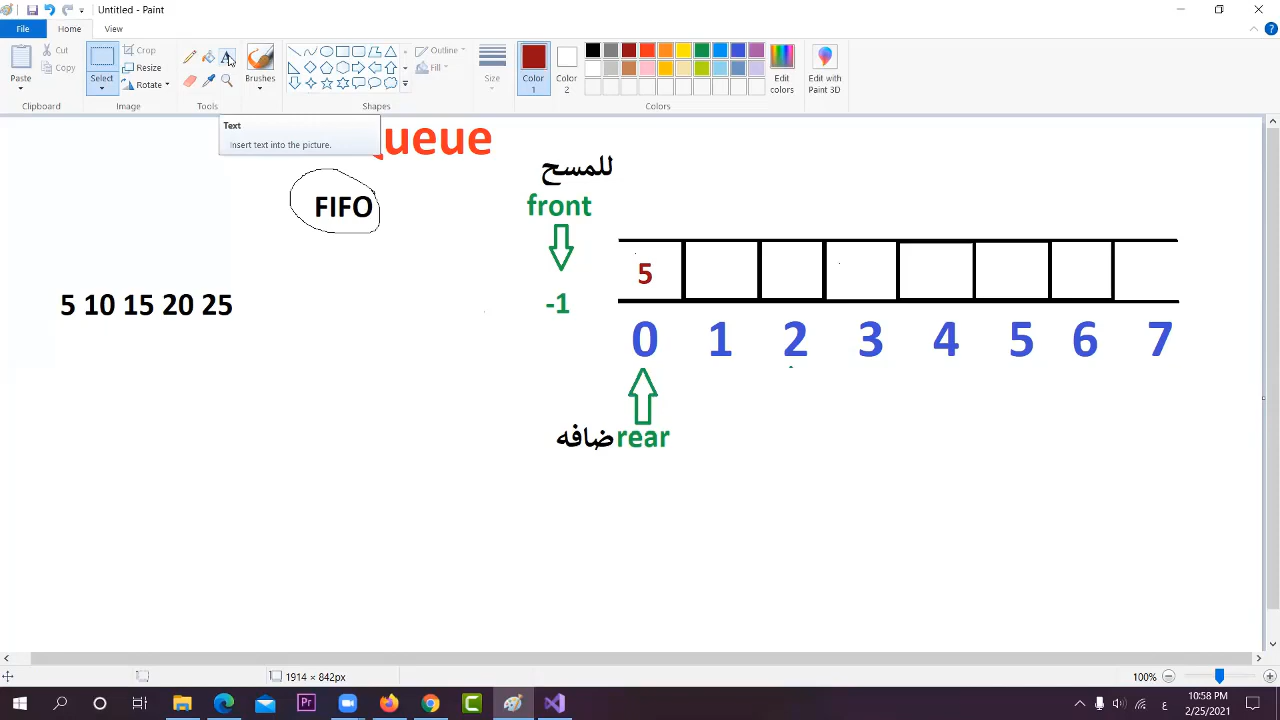 Untitled - Paint
File Home View
Paste
Cut
Copy
Clipboard
Select
Crop
Resize
Rotate
Image
Tools
Brushes
Shapes
Outline
Fill
Size
Color 1
Color 2
Edit colors
Edit with Paint 3D
Colors
Text
Insert text into the picture.
ueue
FIFO
للمسح
front
5 10 15 20 25
-1
5
0 1 2 3 4 5 6 7
ضافه rear
1914 × 842px
100%
10:58 PM
2/25/2021